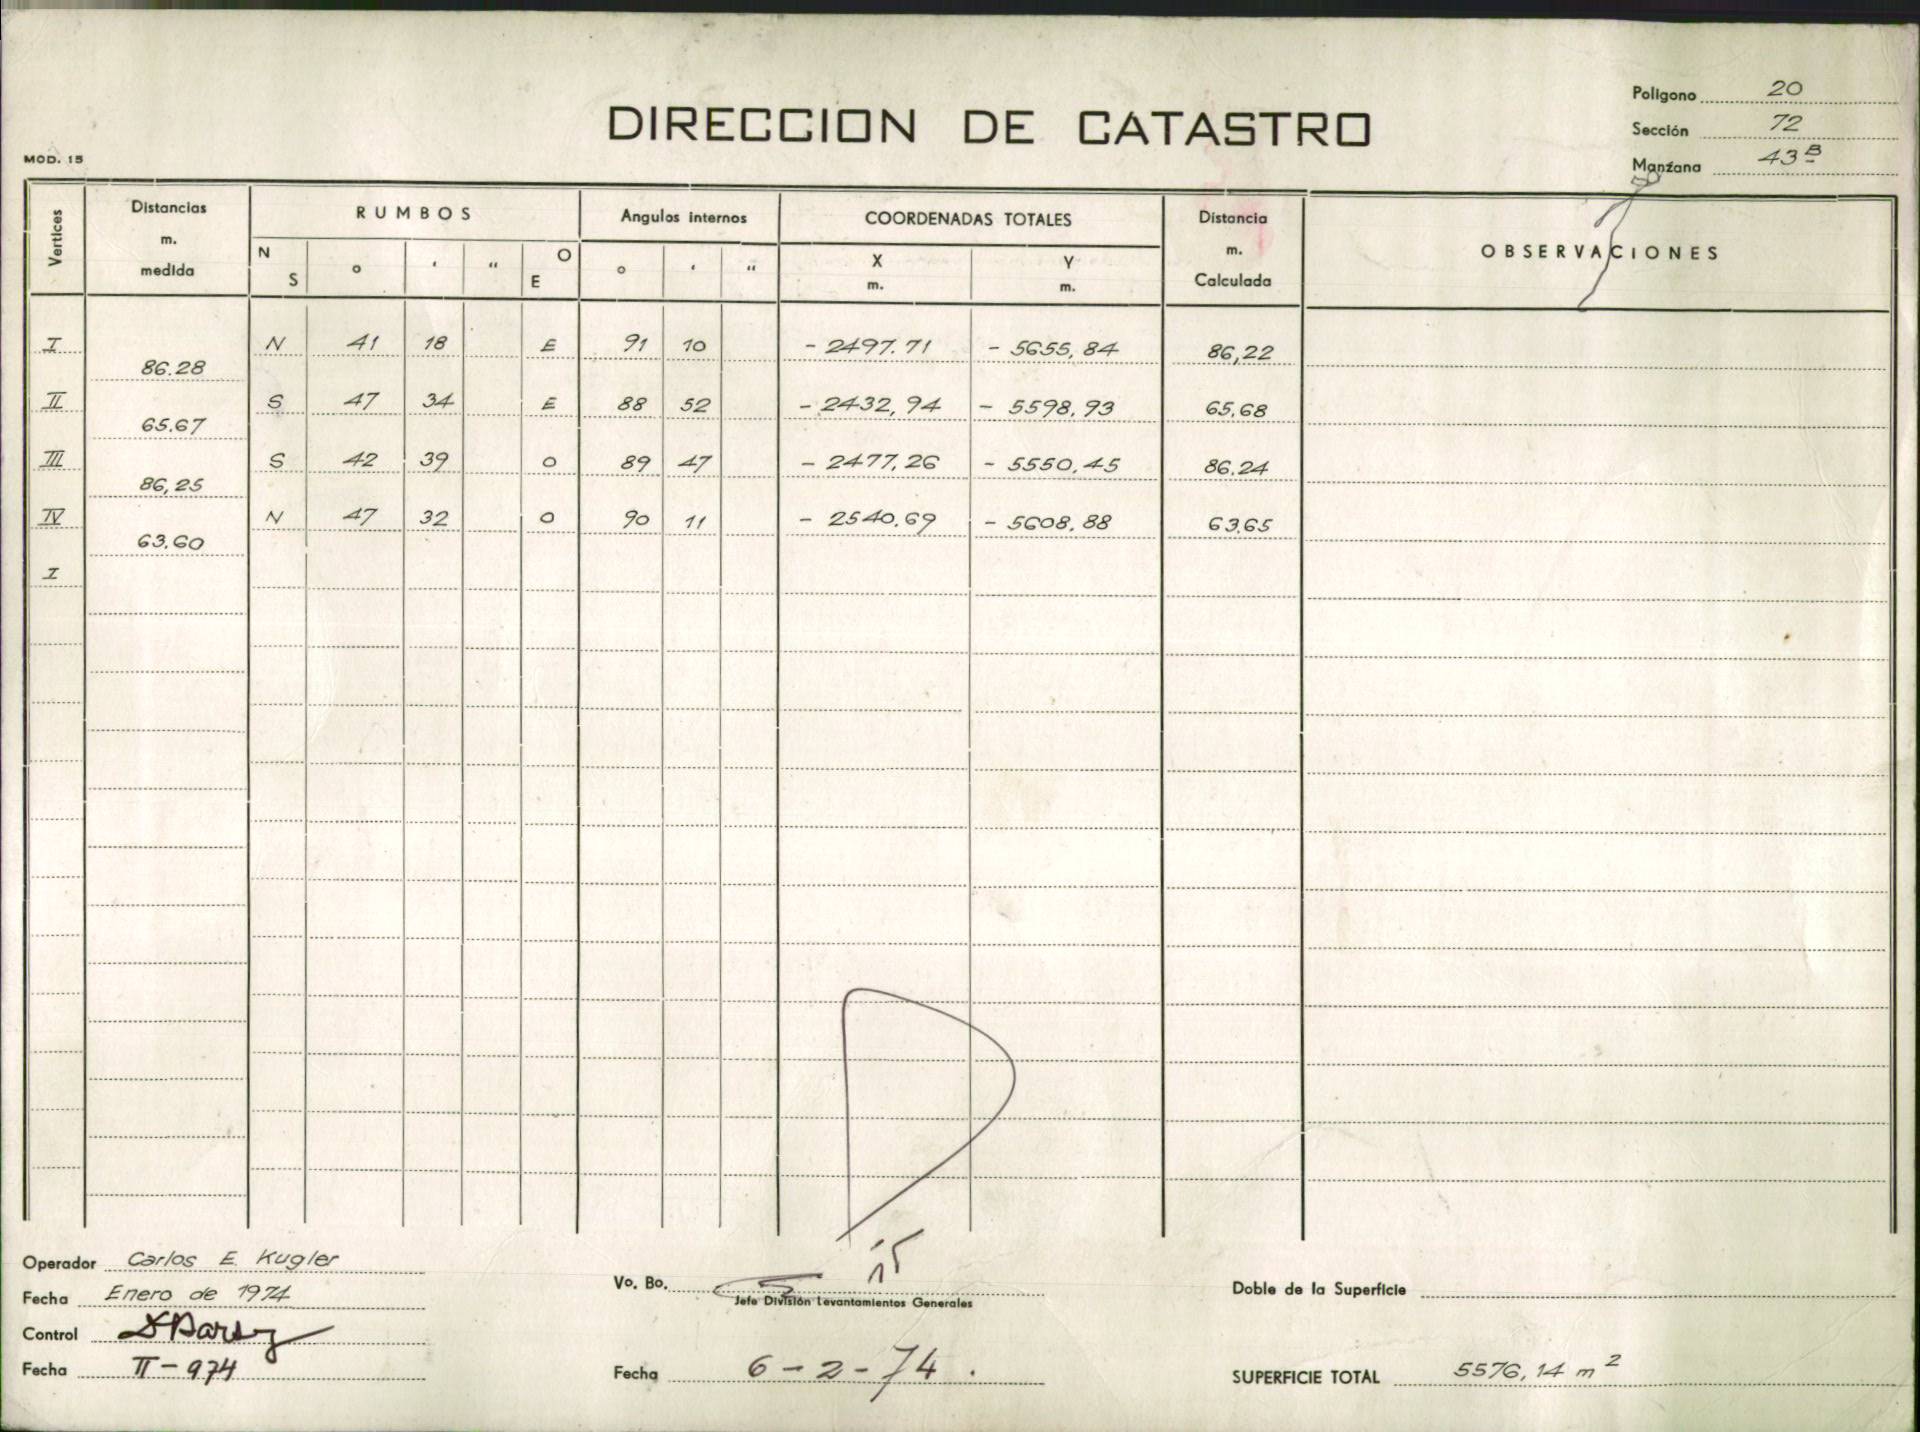 Poligono 20
DIRECCION DE CATASTRO
Sección 72
MOD. 15
Manzana 43 B
Vertices
Distancias m. medida
RUMBOS
Angulos internos
COORDENADAS TOTALES
Distancia m. Calculada
OBSERVACIONES
N S ° ' " O E ° ' " X m. Y m.
I N 41 18 E 91 10 - 2497.71 - 5655,84 86,22
86.28
II S 47 34 E 88 52 - 2432,94 - 5598,93 65,68
65.67
III S 42 39 O 89 47 - 2477,26 - 5550,45 86.24
86,25
IV N 47 32 O 90 11 - 2540.69 - 5608,88 63,65
63.60
I
Operador Carlos E. Kugler
Vo. Bo.
Jefe División Levantamientos Generales
Doble de la Superficie
Fecha Enero de 1974
Control
Fecha II-974
Fecha 6-2-74.
SUPERFICIE TOTAL 5576,14 m²